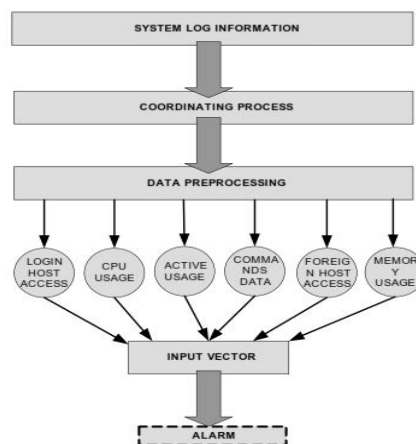 SYSTEM LOG INFORMATION
COORDINATING PROCESS
DATA PREPROCESSING
LOGIN
HOST
ACCESS
CPU
USAGE
ACTIVE
USAGE
COMMA
NDS
DATA
FOREIG
N HOST
ACCESS
MEMOR
Y
USAGE
INPUT VECTOR
ALARM